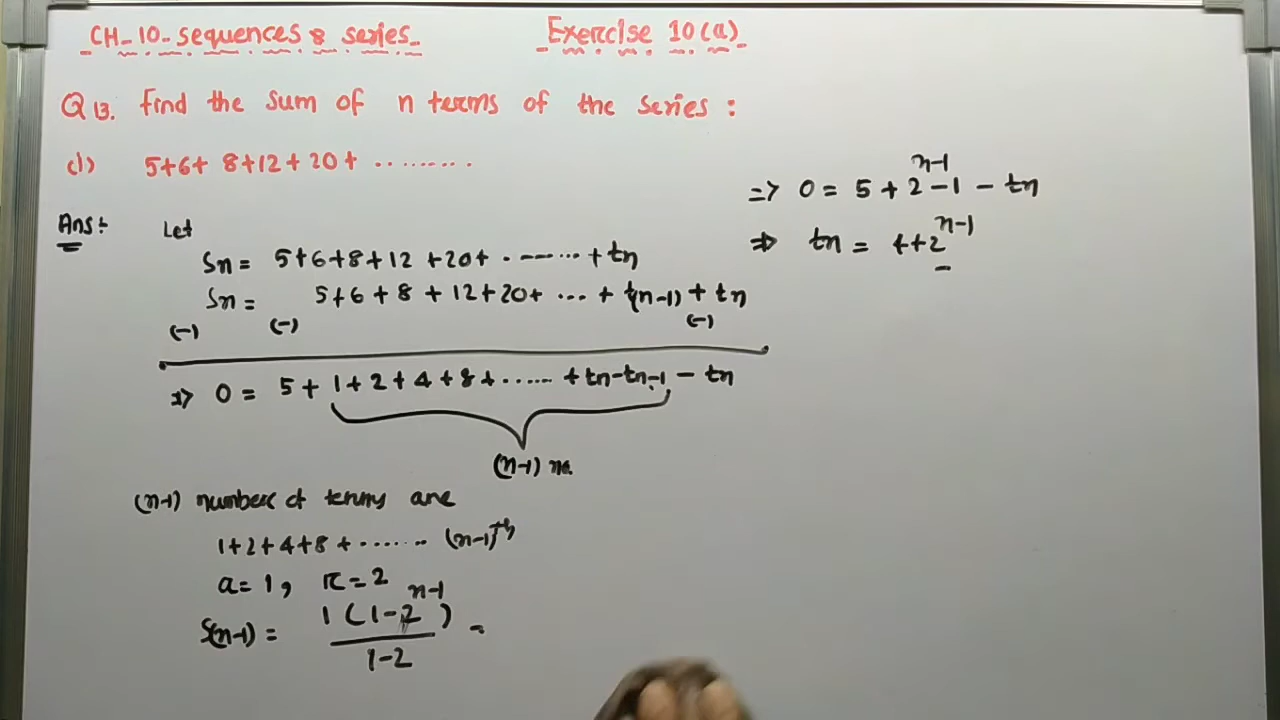 CH-10-sequences & series
Exercise 10(a)
Q 13. Find the sum of n terms of the series :
(d) 5+6+ 8+12+20+ .........
Ans:
Let
Sn = 5+6+8+12 +20+ ........ + tn
Sn = 5+6+8+12+20+ ... + t(n-1) + tn
(-) (-) (-)
=> 0 = 5+1+2+4+8+...... +tn-tn-1 - tn
(n-1) no.
(n-1) number of terms are
1+2+4+8+....... (n-1)th
a=1, r=2
S(n-1) = 1(1-2^{n-1})/1-2 =
=> 0 = 5+2^{n-1}-1 - tn
=> tn = 4+2^{n-1}